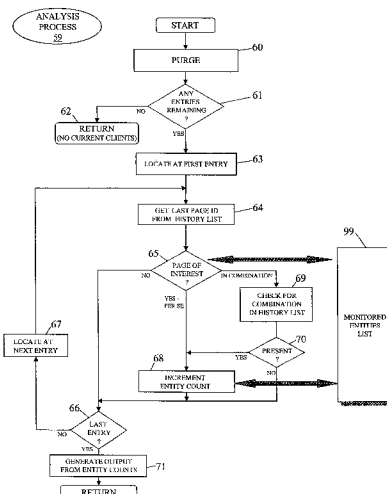 ANALYSIS
PROCESS
59
START
60
PURGE
ANY
ENTRIES
REMAINING
?
61
NO
YES
62
RETURN
(NO CURRENT CLIENTS)
LOCATE AT FIRST ENTRY
63
GET LAST PAGE ID
FROM HISTORY LIST
64
65
PAGE OF
INTEREST
?
NO
IN COMBINATION
YES -
PER SE
99
MONITORED
ENTITIES
LIST
69
CHECK FOR
COMBINATION
IN HISTORY LIST
67
LOCATE AT
NEXT ENTRY
70
PRESENT
?
YES
NO
68
INCREMENT
ENTITY COUNT
66
LAST
ENTRY
?
NO
YES
GENERATE OUTPUT
FROM ENTITY COUNTS
71
RETURN